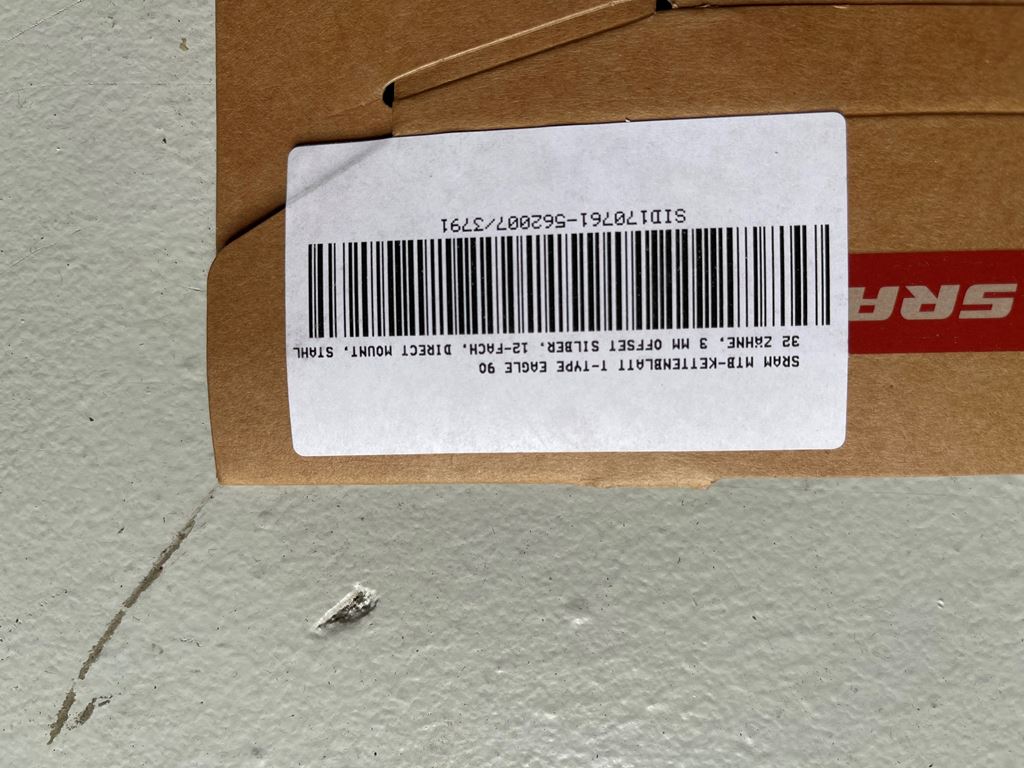 SRAM MTB-KETTENBLATT T-TYPE EAGLE 90
32 ZÄHNE, 3 MM OFFSET SILBER, 12-FACH, DIRECT MOUNT, STAHL
SID170761-562007/3791
SRA